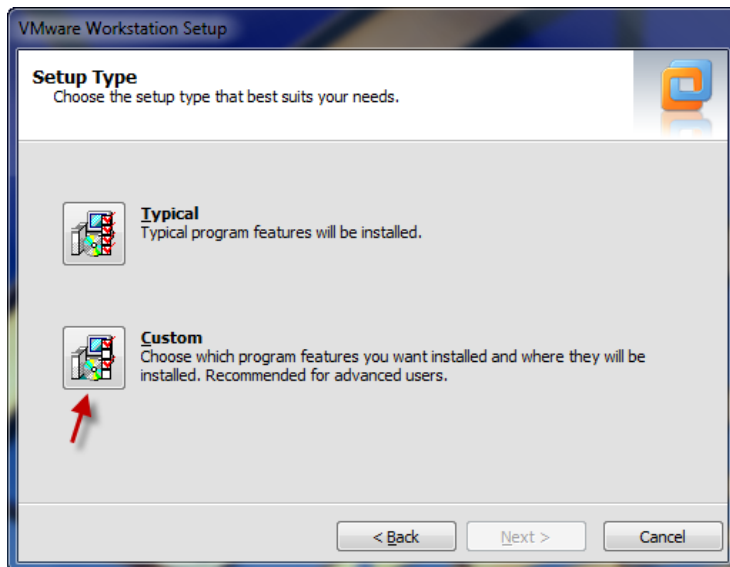 VMware Workstation Setup
Setup Type
Choose the setup type that best suits your needs.
Typical
Typical program features will be installed.
Custom
Choose which program features you want installed and where they will be
installed. Recommended for advanced users.
< Back Next > Cancel